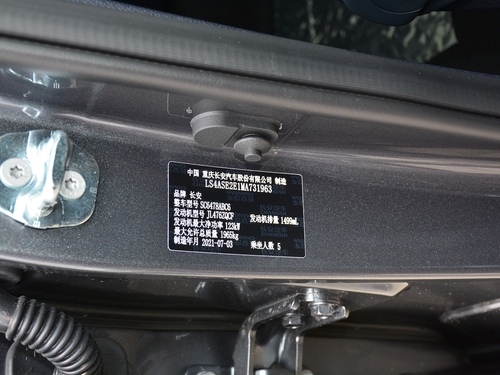 中国 重庆长安汽车股份有限公司 制造
LS4ASE2E1MA731963
品牌 长安
整车型号 SC6478ABC6
发动机型号 JL476ZQCF 发动机排量 1499mL
发动机最大净功率 123kW
最大允许总质量 1965kg
制造年月 2021-07-03 乘坐人数 5